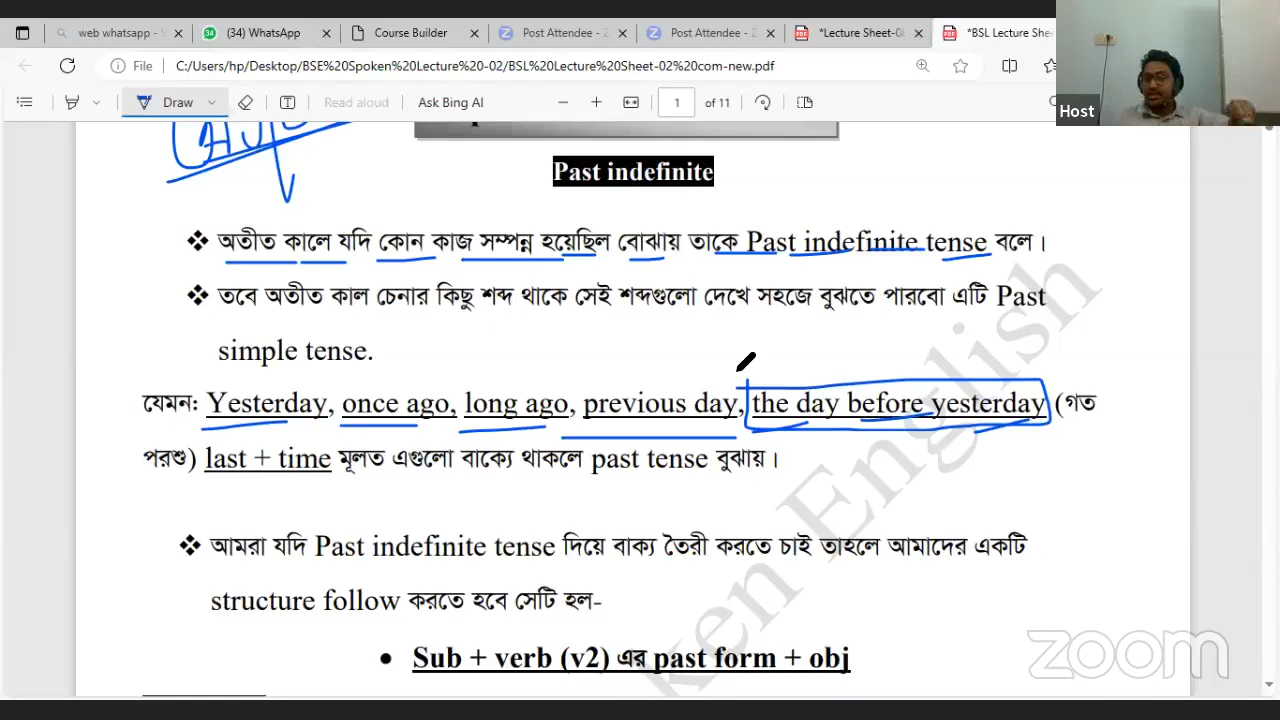 web whatsapp - S
(34) WhatsApp
Course Builder
Post Attendee - Z
Post Attendee - Z
*Lecture Sheet-0
*BSL Lecture She
File
C:/Users/hp/Desktop/BSE%20Spoken%20Lecture%20-02/BSL%20Lecture%20Sheet-02%20com-new.pdf
Draw
Read aloud
Ask Bing AI
1 of 11
Host
Past indefinite
❖ অতীত কালে যদি কোন কাজ সম্পন্ন হয়েছিল বোঝায় তাকে Past indefinite tense বলে।
❖ তবে অতীত কাল চেনার কিছু শব্দ থাকে সেই শব্দগুলো দেখে সহজে বুঝতে পারবো এটি Past
simple tense.
যেমনঃ Yesterday, once ago, long ago, previous day, the day before yesterday (গত
পরশু) last + time মূলত এগুলো বাক্যে থাকলে past tense বুঝায়।
❖ আমরা যদি Past indefinite tense দিয়ে বাক্য তৈরী করতে চাই তাহলে আমাদের একটি
structure follow করতে হবে সেটি হল-
• Sub + verb (v2) এর past form + obj
ken English
zoom